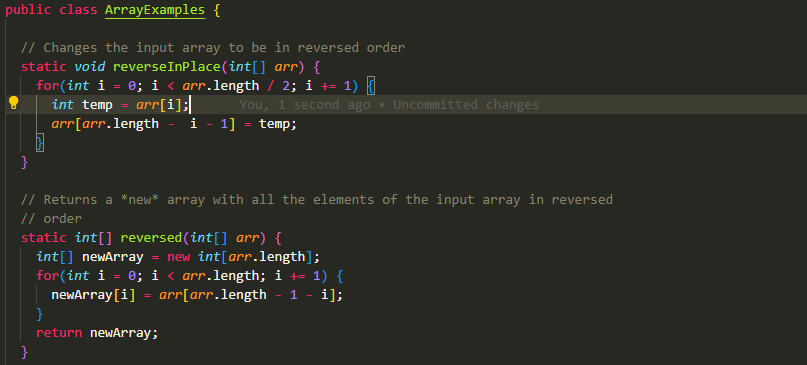 public class ArrayExamples {
// Changes the input array to be in reversed order
static void reverseInPlace(int[] arr) {
for(int i = 0; i < arr.length / 2; i += 1) {
int temp = arr[i]; You, 1 second ago • Uncommitted changes
arr[arr.length -  i - 1] = temp;
}
}
// Returns a *new* array with all the elements of the input array in reversed
// order
static int[] reversed(int[] arr) {
int[] newArray = new int[arr.length];
for(int i = 0; i < arr.length; i += 1) {
newArray[i] = arr[arr.length - 1 - i];
}
return newArray;
}